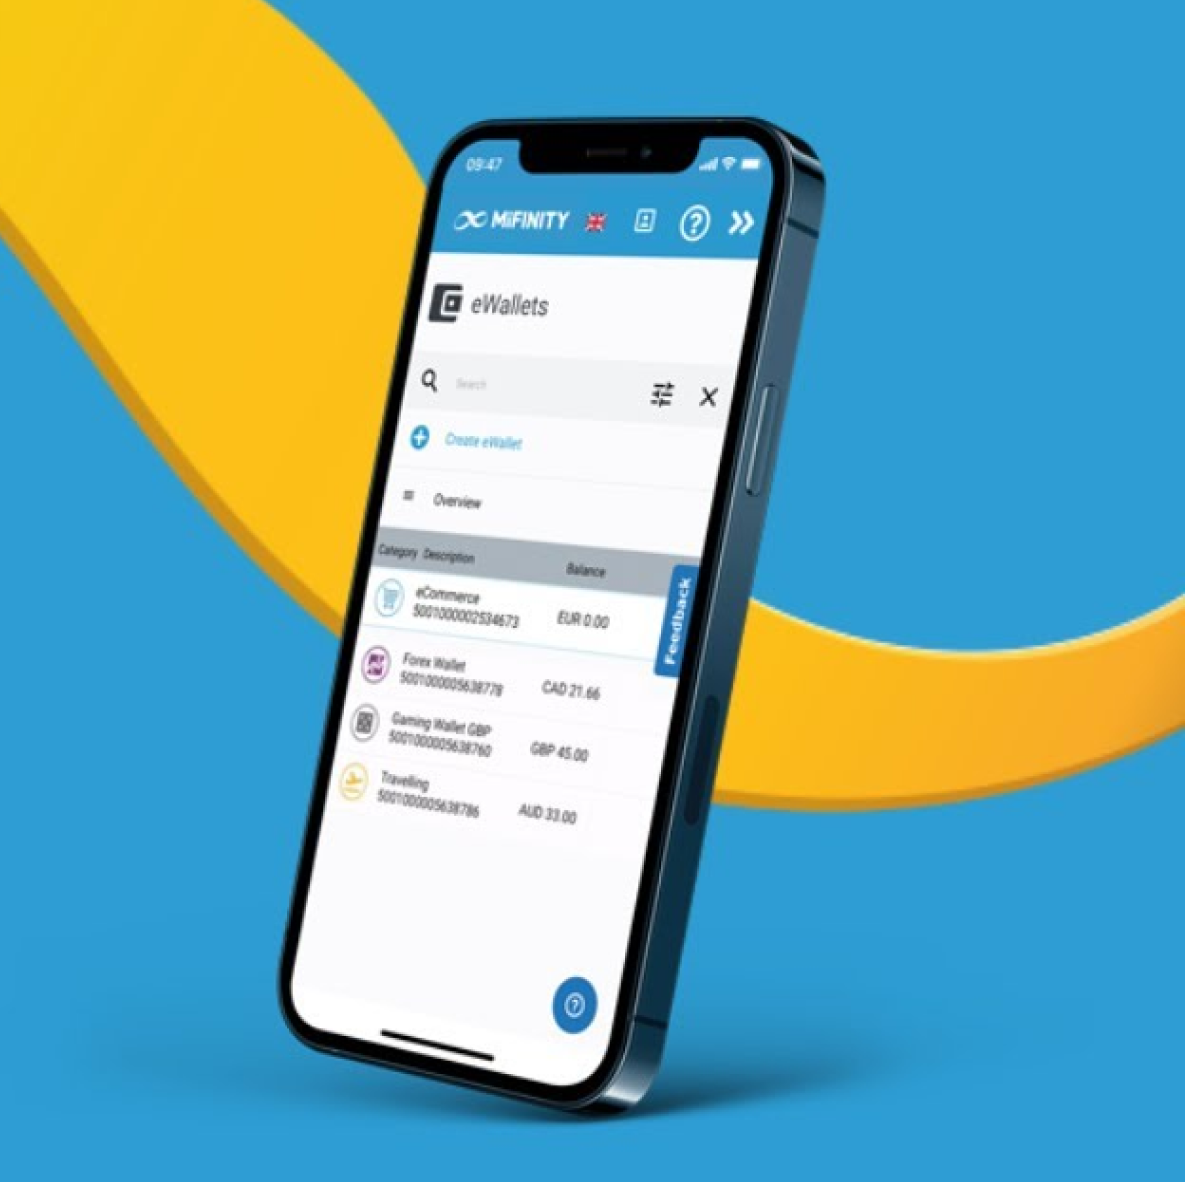 09:47
MiFINITY
eWallets
Search
Create eWallet
Overview
Category Description Balance
eCommerce
5001000002534673
EUR 0.00
Forex Wallet
5001000005638778
CAD 21.66
Gaming Wallet GBP
5001000005638760
GBP 45.00
Travelling
5001000005638786
AUD 33.00
Feedback